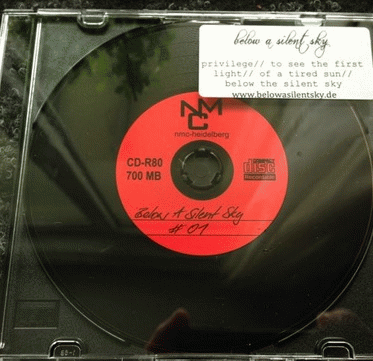 below a silent sky
privilege// to see the first
light// of a tired sun//
below the silent sky
www.belowasilentsky.de
NMC
nmc-heidelberg
CD-R80
700 MB
COMPACT
disc
Recordable
Below A Silent Sky
# 01